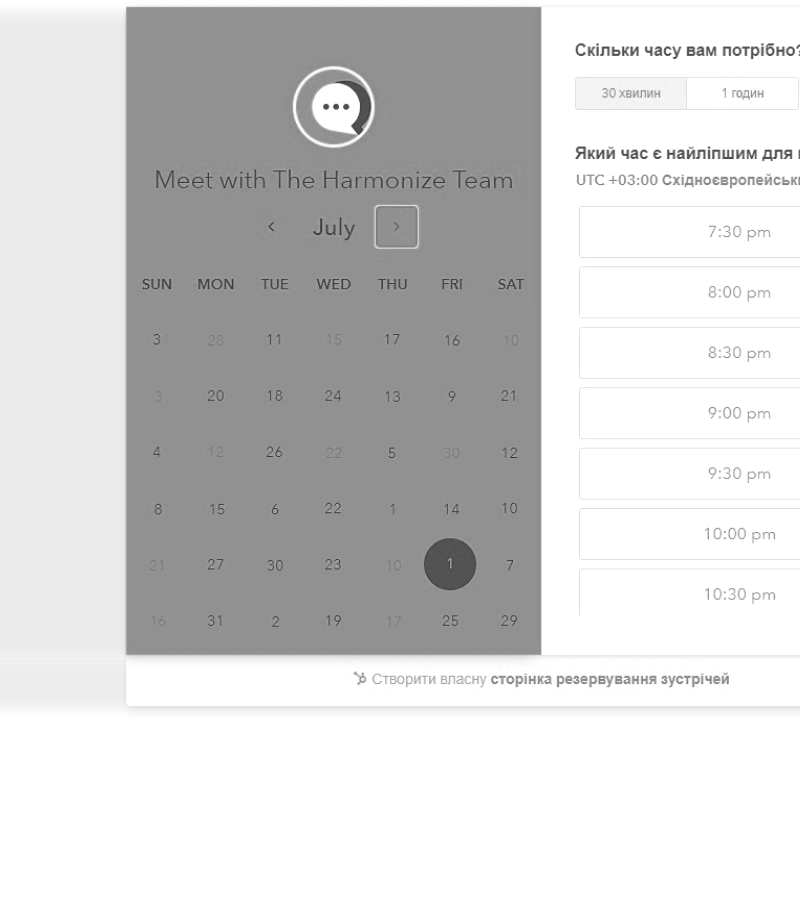 Meet with The Harmonize Team
July
SUN MON TUE WED THU FRI SAT
3 28 11 15 17 16 10
3 20 18 24 13 9 21
4 12 26 22 5 30 12
8 15 6 22 1 14 10
21 27 30 23 10 1 7
16 31 2 19 17 25 29
Скільки часу вам потрібно?
30 хвилин 1 годин
Який час є найліпшим для
UTC +03:00
7:30 pm
8:00 pm
8:30 pm
9:00 pm
9:30 pm
10:00 pm
10:30 pm
Створити власну сторінка резервування зустрічей